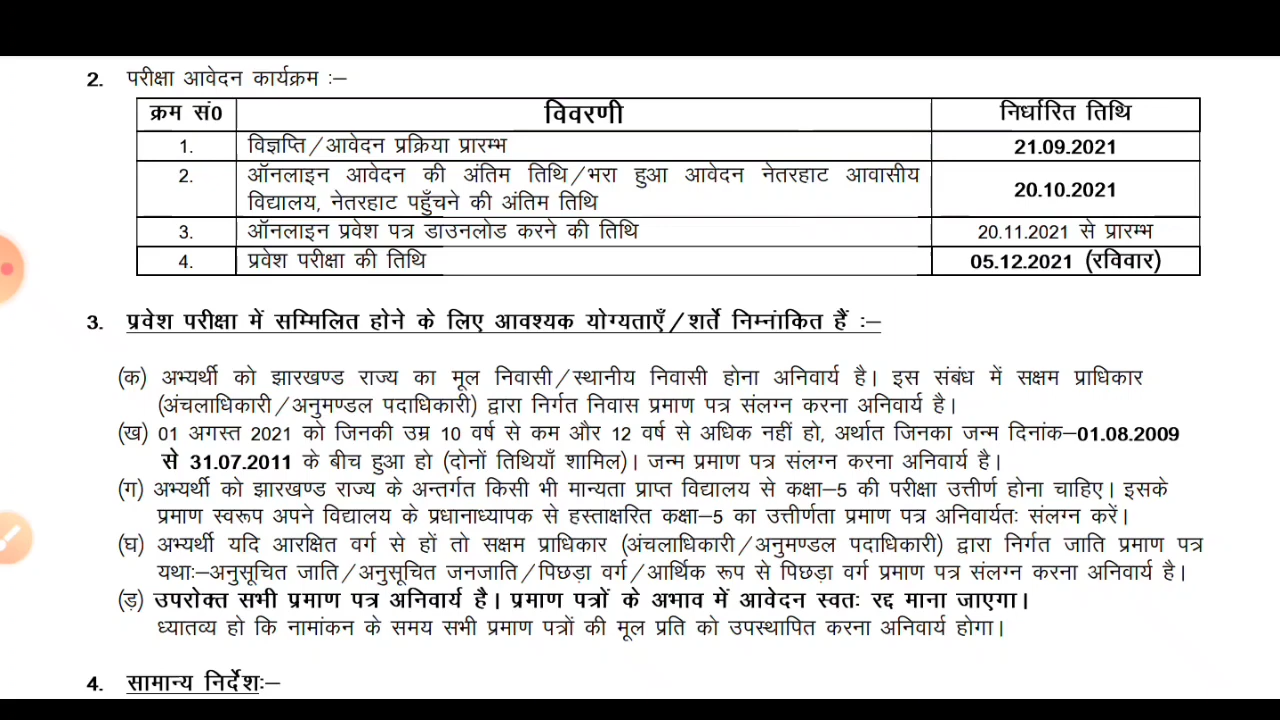 2. परीक्षा आवेदन कार्यक्रम :–
क्रम सं0 विवरणी निर्धारित तिथि
1. विज्ञप्ति/आवेदन प्रक्रिया प्रारम्भ 21.09.2021
2. ऑनलाइन आवेदन की अंतिम तिथि/भरा हुआ आवेदन नेतरहाट आवासीय
विद्यालय, नेतरहाट पहुँचने की अंतिम तिथि 20.10.2021
3. ऑनलाइन प्रवेश पत्र डाउनलोड करने की तिथि 20.11.2021 से प्रारम्भ
4. प्रवेश परीक्षा की तिथि 05.12.2021 (रविवार)
3. प्रवेश परीक्षा में सम्मिलित होने के लिए आवश्यक योग्यताएँ/शर्ते निम्नांकित हैं :–
(क) अभ्यर्थी को झारखण्ड राज्य का मूल निवासी/स्थानीय निवासी होना अनिवार्य है। इस संबंध में सक्षम प्राधिकार
(अंचलाधिकारी/अनुमण्डल पदाधिकारी) द्वारा निर्गत निवास प्रमाण पत्र संलग्न करना अनिवार्य है।
(ख) 01 अगस्त 2021 को जिनकी उम्र 10 वर्ष से कम और 12 वर्ष से अधिक नहीं हो, अर्थात जिनका जन्म दिनांक–01.08.2009
से 31.07.2011 के बीच हुआ हो (दोनों तिथियाँ शामिल)। जन्म प्रमाण पत्र संलग्न करना अनिवार्य है।
(ग) अभ्यर्थी को झारखण्ड राज्य के अन्तर्गत किसी भी मान्यता प्राप्त विद्यालय से कक्षा–5 की परीक्षा उत्तीर्ण होना चाहिए। इसके
प्रमाण स्वरूप अपने विद्यालय के प्रधानाध्यापक से हस्ताक्षरित कक्षा–5 का उत्तीर्णता प्रमाण पत्र अनिवार्यतः संलग्न करें।
(घ) अभ्यर्थी यदि आरक्षित वर्ग से हों तो सक्षम प्राधिकार (अंचलाधिकारी/अनुमण्डल पदाधिकारी) द्वारा निर्गत जाति प्रमाण पत्र
यथाः–अनुसूचित जाति/अनुसूचित जनजाति/पिछड़ा वर्ग/आर्थिक रूप से पिछड़ा वर्ग प्रमाण पत्र संलग्न करना अनिवार्य है।
(ड़) उपरोक्त सभी प्रमाण पत्र अनिवार्य है। प्रमाण पत्रों के अभाव में आवेदन स्वतः रद्द माना जाएगा।
ध्यातव्य हो कि नामांकन के समय सभी प्रमाण पत्रों की मूल प्रति को उपस्थापित करना अनिवार्य होगा।
4. सामान्य निर्देशः–